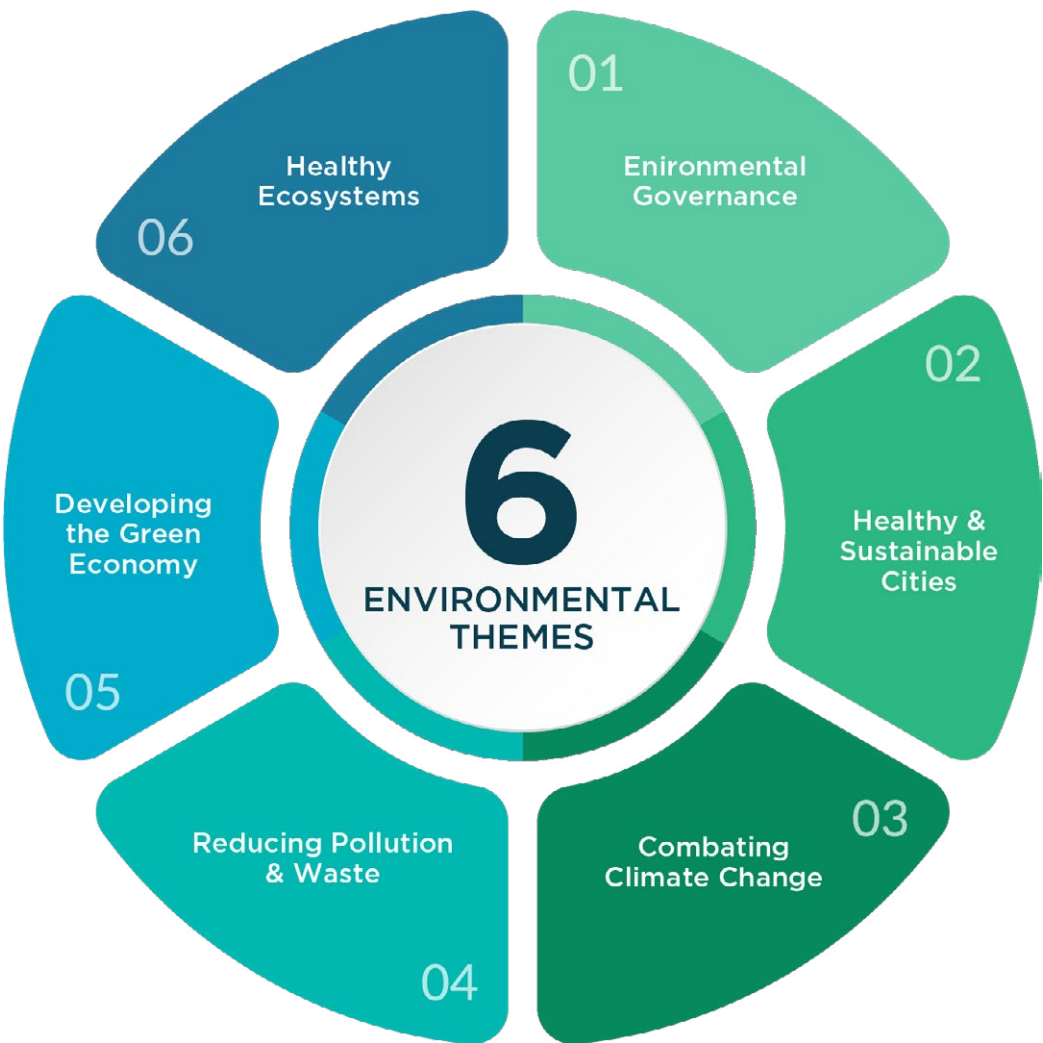 6
ENVIRONMENTAL
THEMES
01
Enironmental
Governance
02
Healthy &
Sustainable
Cities
03
Combating
Climate Change
04
Reducing Pollution
& Waste
05
Developing
the Green
Economy
06
Healthy
Ecosystems